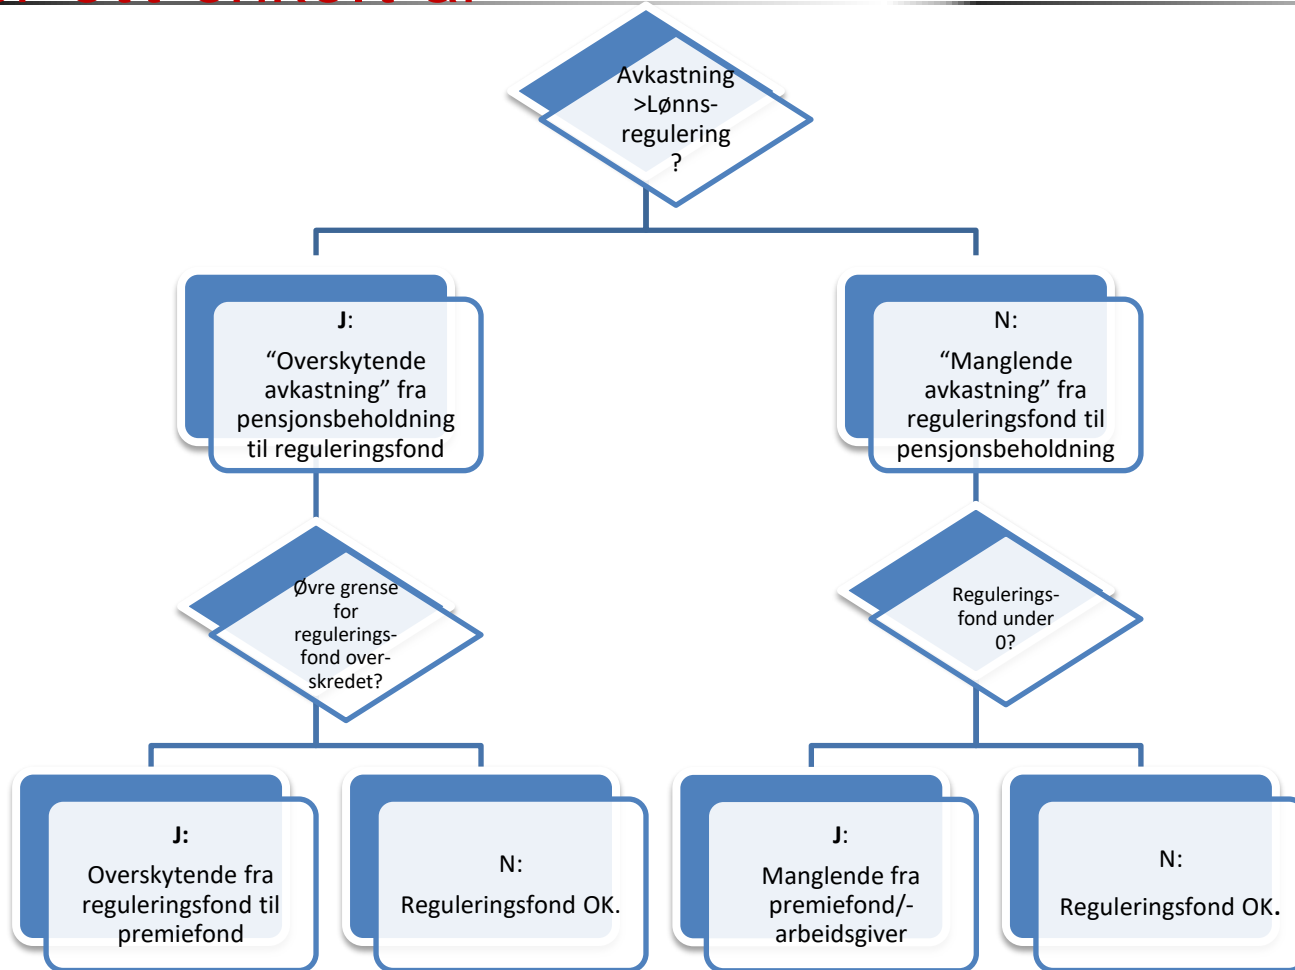 Avkastning
>Lønns-
regulering
?
J:
“Overskytende
avkastning” fra
pensjonsbeholdning
til reguleringsfond
N:
“Manglende
avkastning” fra
reguleringsfond til
pensjonsbeholdning
Øvre grense
for
regulerings-
fond over-
skredet?
Regulerings-
fond under
0?
J:
Overskytende fra
reguleringsfond til
premiefond
N:
Reguleringsfond OK.
J:
Manglende fra
premiefond/-
arbeidsgiver
N:
Reguleringsfond OK.